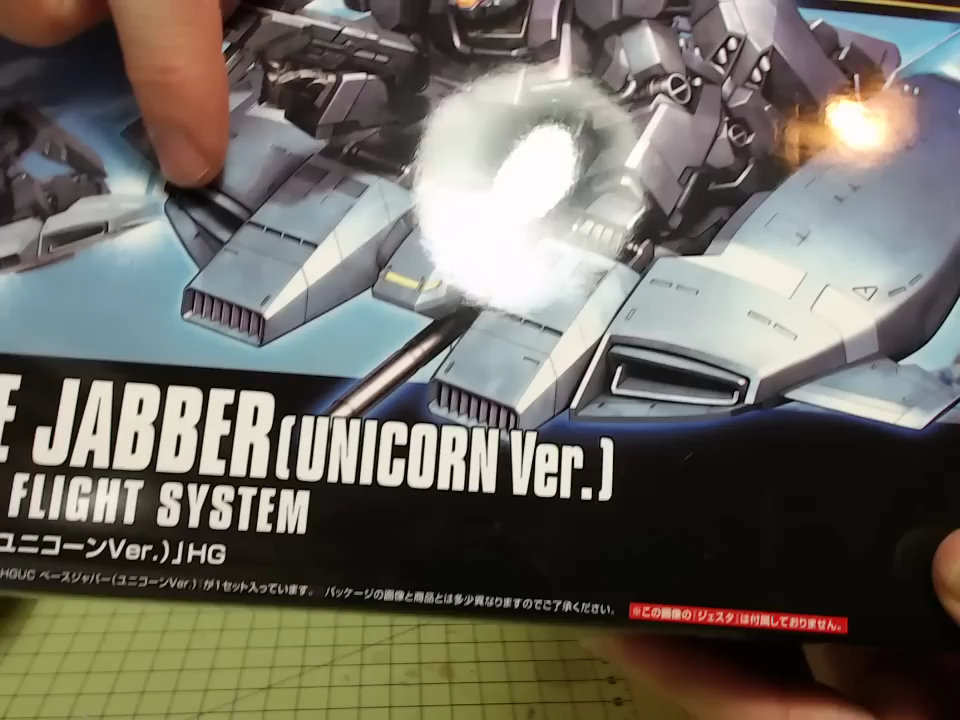 E JABBER(UNICORN Ver.)
FLIGHT SYSTEM
ユニコーンVer.)」HG
HGUC ベースジャバー(ユニコーンVer.)が1セット入っています。 パッケージの画像と商品とは多少異なりますのでご了承ください。
※この画像の「ジェスタ」は付属しておりません。